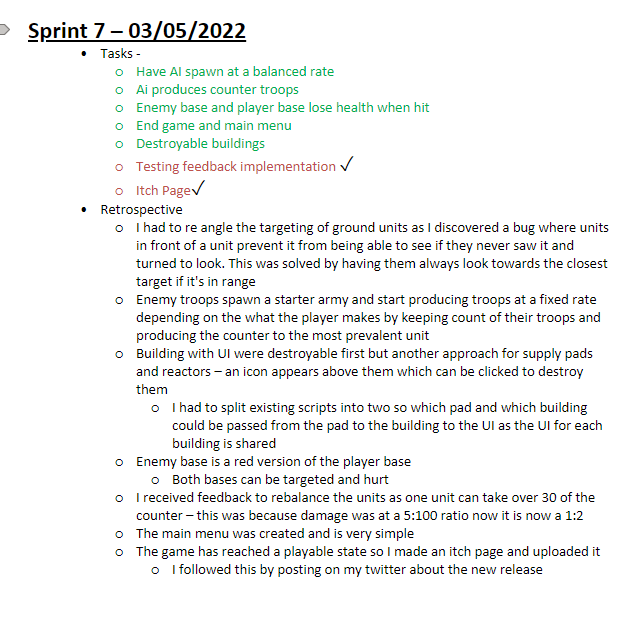 Sprint 7 – 03/05/2022
• Tasks -
o Have AI spawn at a balanced rate
o Ai produces counter troops
o Enemy base and player base lose health when hit
o End game and main menu
o Destroyable buildings
o Testing feedback implementation ✓
o Itch Page✓
• Retrospective
o I had to re angle the targeting of ground units as I discovered a bug where units
in front of a unit prevent it from being able to see if they never saw it and
turned to look. This was solved by having them always look towards the closest
target if it's in range
o Enemy troops spawn a starter army and start producing troops at a fixed rate
depending on the what the player makes by keeping count of their troops and
producing the counter to the most prevalent unit
o Building with UI were destroyable first but another approach for supply pads
and reactors – an icon appears above them which can be clicked to destroy
them
o I had to split existing scripts into two so which pad and which building
could be passed from the pad to the building to the UI as the UI for each
building is shared
o Enemy base is a red version of the player base
o Both bases can be targeted and hurt
o I received feedback to rebalance the units as one unit can take over 30 of the
counter – this was because damage was at a 5:100 ratio now it is now a 1:2
o The main menu was created and is very simple
o The game has reached a playable state so I made an itch page and uploaded it
o I followed this by posting on my twitter about the new release